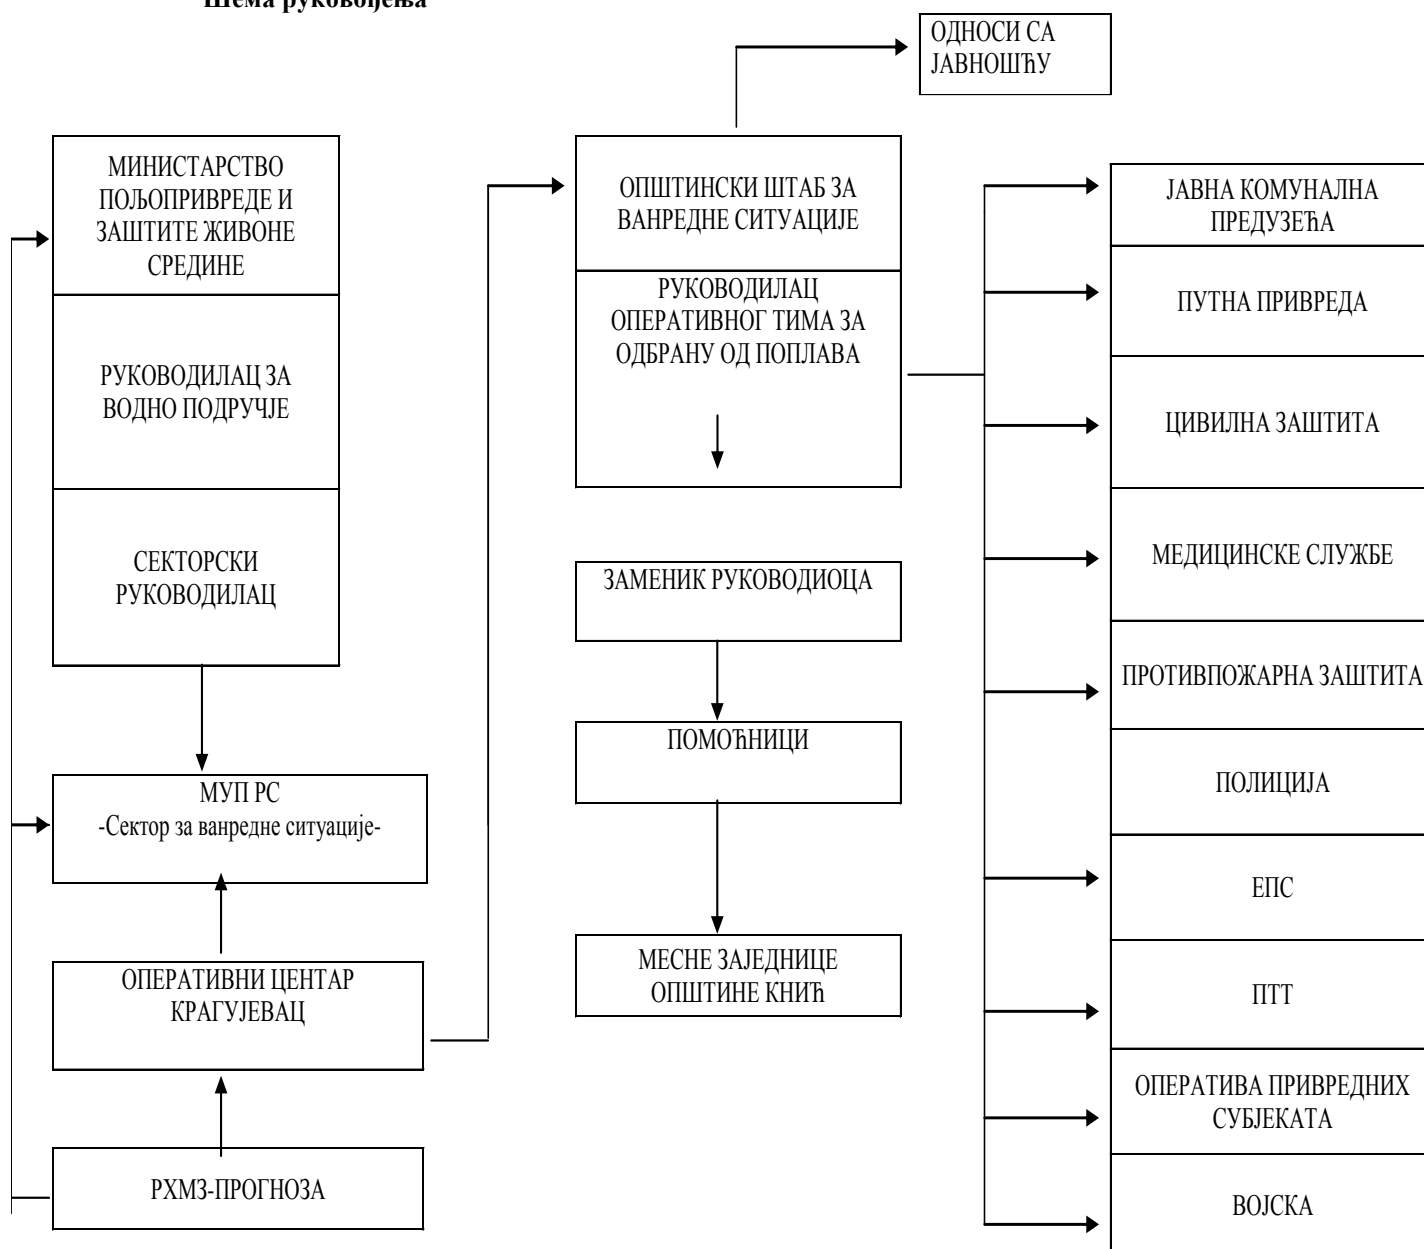 Шема руковођења
ОДНОСИ СА
ЈАВНОШЋУ
МИНИСТАРСТВО
ПОЉОПРИВРЕДЕ И
ЗАШТИТЕ ЖИВОНЕ
СРЕДИНЕ
РУКОВОДИЛАЦ ЗА
ВОДНО ПОДРУЧЈЕ
СЕКТОРСКИ
РУКОВОДИЛАЦ
МУП РС
-Сектор за ванредне ситуације-
ОПЕРАТИВНИ ЦЕНТАР
КРАГУЈЕВАЦ
РХМЗ-ПРОГНОЗА
ОПШТИНСКИ ШТАБ ЗА
ВАНРЕДНЕ СИТУАЦИЈЕ
РУКОВОДИЛАЦ
ОПЕРАТИВНОГ ТИМА ЗА
ОДБРАНУ ОД ПОПЛАВА
ЗАМЕНИК РУКОВОДИОЦА
ПОМОЋНИЦИ
МЕСНЕ ЗАЈЕДНИЦЕ
ОПШТИНЕ КНИЋ
ЈАВНА КОМУНАЛНА
ПРЕДУЗЕЋА
ПУТНА ПРИВРЕДА
ЦИВИЛНА ЗАШТИТА
МЕДИЦИНСКЕ СЛУЖБЕ
ПРОТИВПОЖАРНА ЗАШТИТА
ПОЛИЦИЈА
ЕПС
ПТТ
ОПЕРАТИВА ПРИВРЕДНИХ
СУБЈЕКАТА
ВОЈСКА